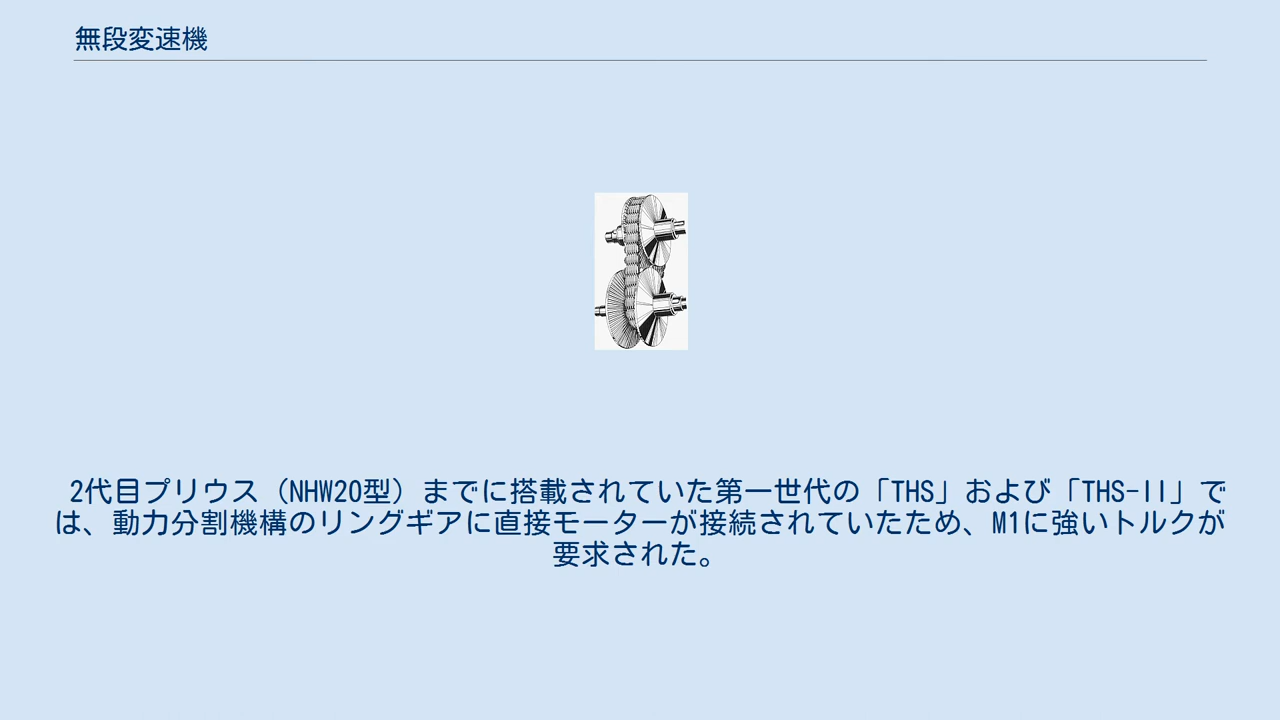 無段変速機
2代目プリウス（NHW20型）までに搭載されていた第一世代の「THS」および「THS-II」で
は、動力分割機構のリングギアに直接モーターが接続されていたため、M1に強いトルクが
要求された。